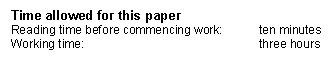 Time allowed for this paper
Reading time before commencing work: ten minutes
Working time: three hours